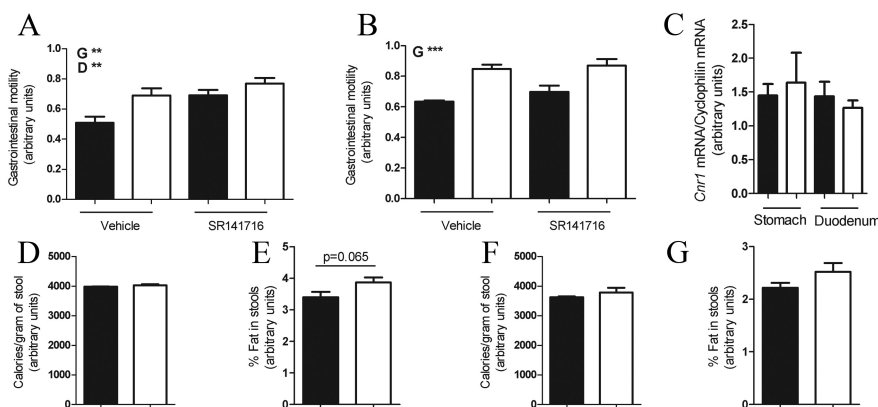 A
G **
D **
Gastrointestinal motility
(arbitrary units)
1.0
0.8
0.6
0.4
0.2
0.0
Vehicle
SR141716
B
G ***
Gastrointestinal motility
(arbitrary units)
1.0
0.8
0.6
0.4
0.2
0.0
Vehicle
SR141716
C
Cnr1 mRNA/Cyclophilin mRNA
(arbitrary units)
2.5
2.0
1.5
1.0
0.5
0.0
Stomach
Duodenum
D
Calories/gram of stool
(arbitrary units)
5000
4000
3000
2000
1000
0
E
p=0.065
% Fat in stools
(arbitrary units)
5
4
3
2
1
0
F
Calories/gram of stool
(arbitrary units)
5000
4000
3000
2000
1000
0
G
% Fat in stools
(arbitrary units)
3
2
1
0